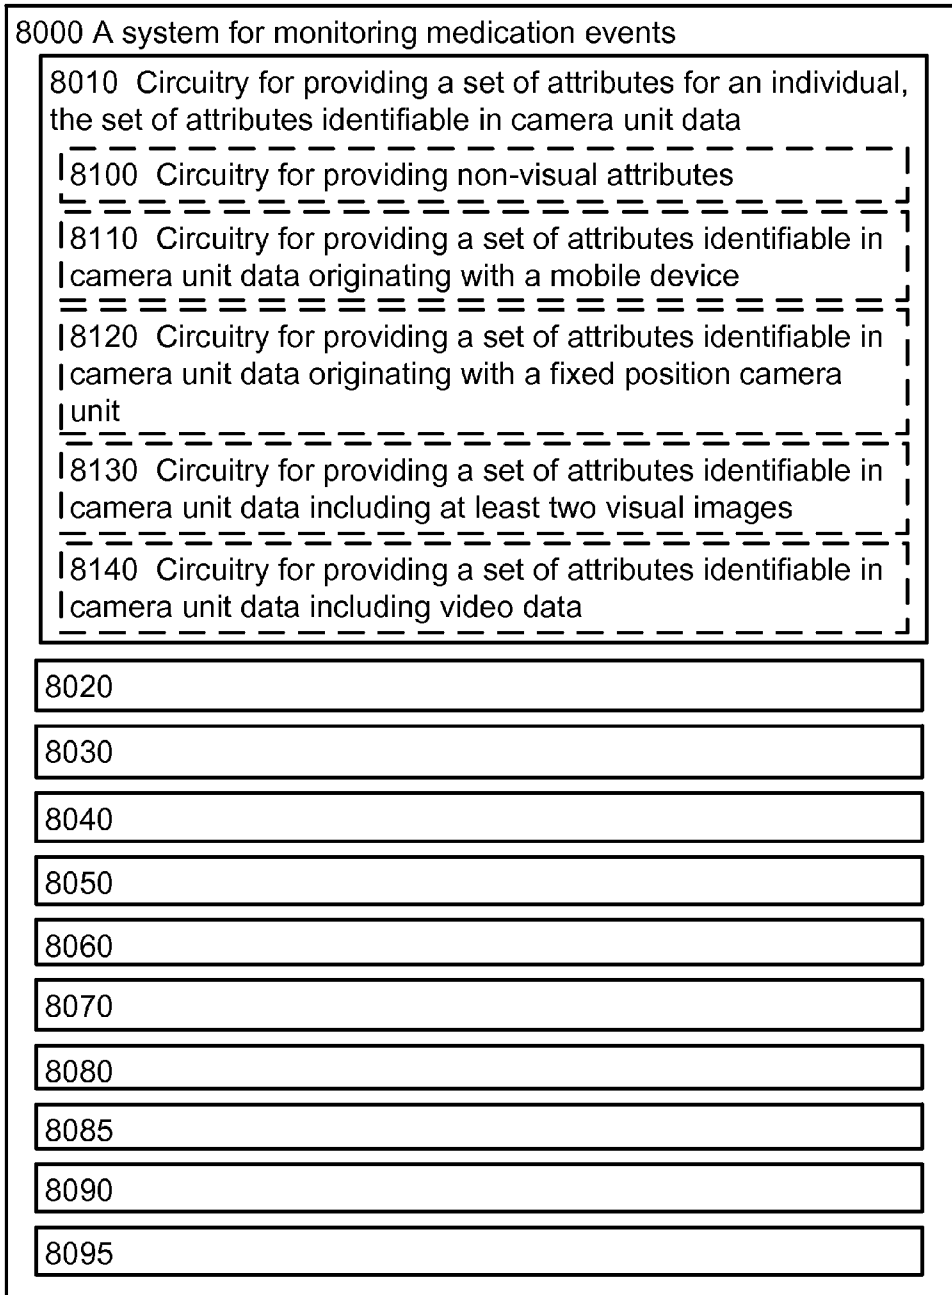 8000 A system for monitoring medication events
8010 Circuitry for providing a set of attributes for an individual,
the set of attributes identifiable in camera unit data
8100 Circuitry for providing non-visual attributes
8110 Circuitry for providing a set of attributes identifiable in
camera unit data originating with a mobile device
8120 Circuitry for providing a set of attributes identifiable in
camera unit data originating with a fixed position camera
unit
8130 Circuitry for providing a set of attributes identifiable in
camera unit data including at least two visual images
8140 Circuitry for providing a set of attributes identifiable in
camera unit data including video data
8020
8030
8040
8050
8060
8070
8080
8085
8090
8095